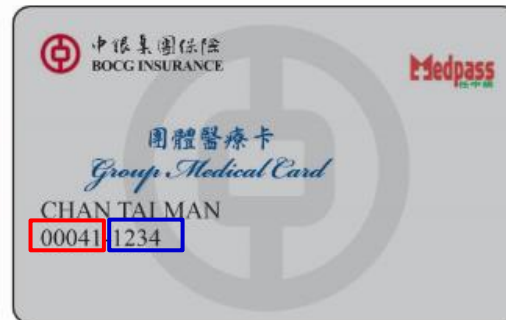 中銀集團保險
BOCG INSURANCE
Medpass
團體醫療卡
Group Medical Card
CHAN TAI MAN
00041-1234